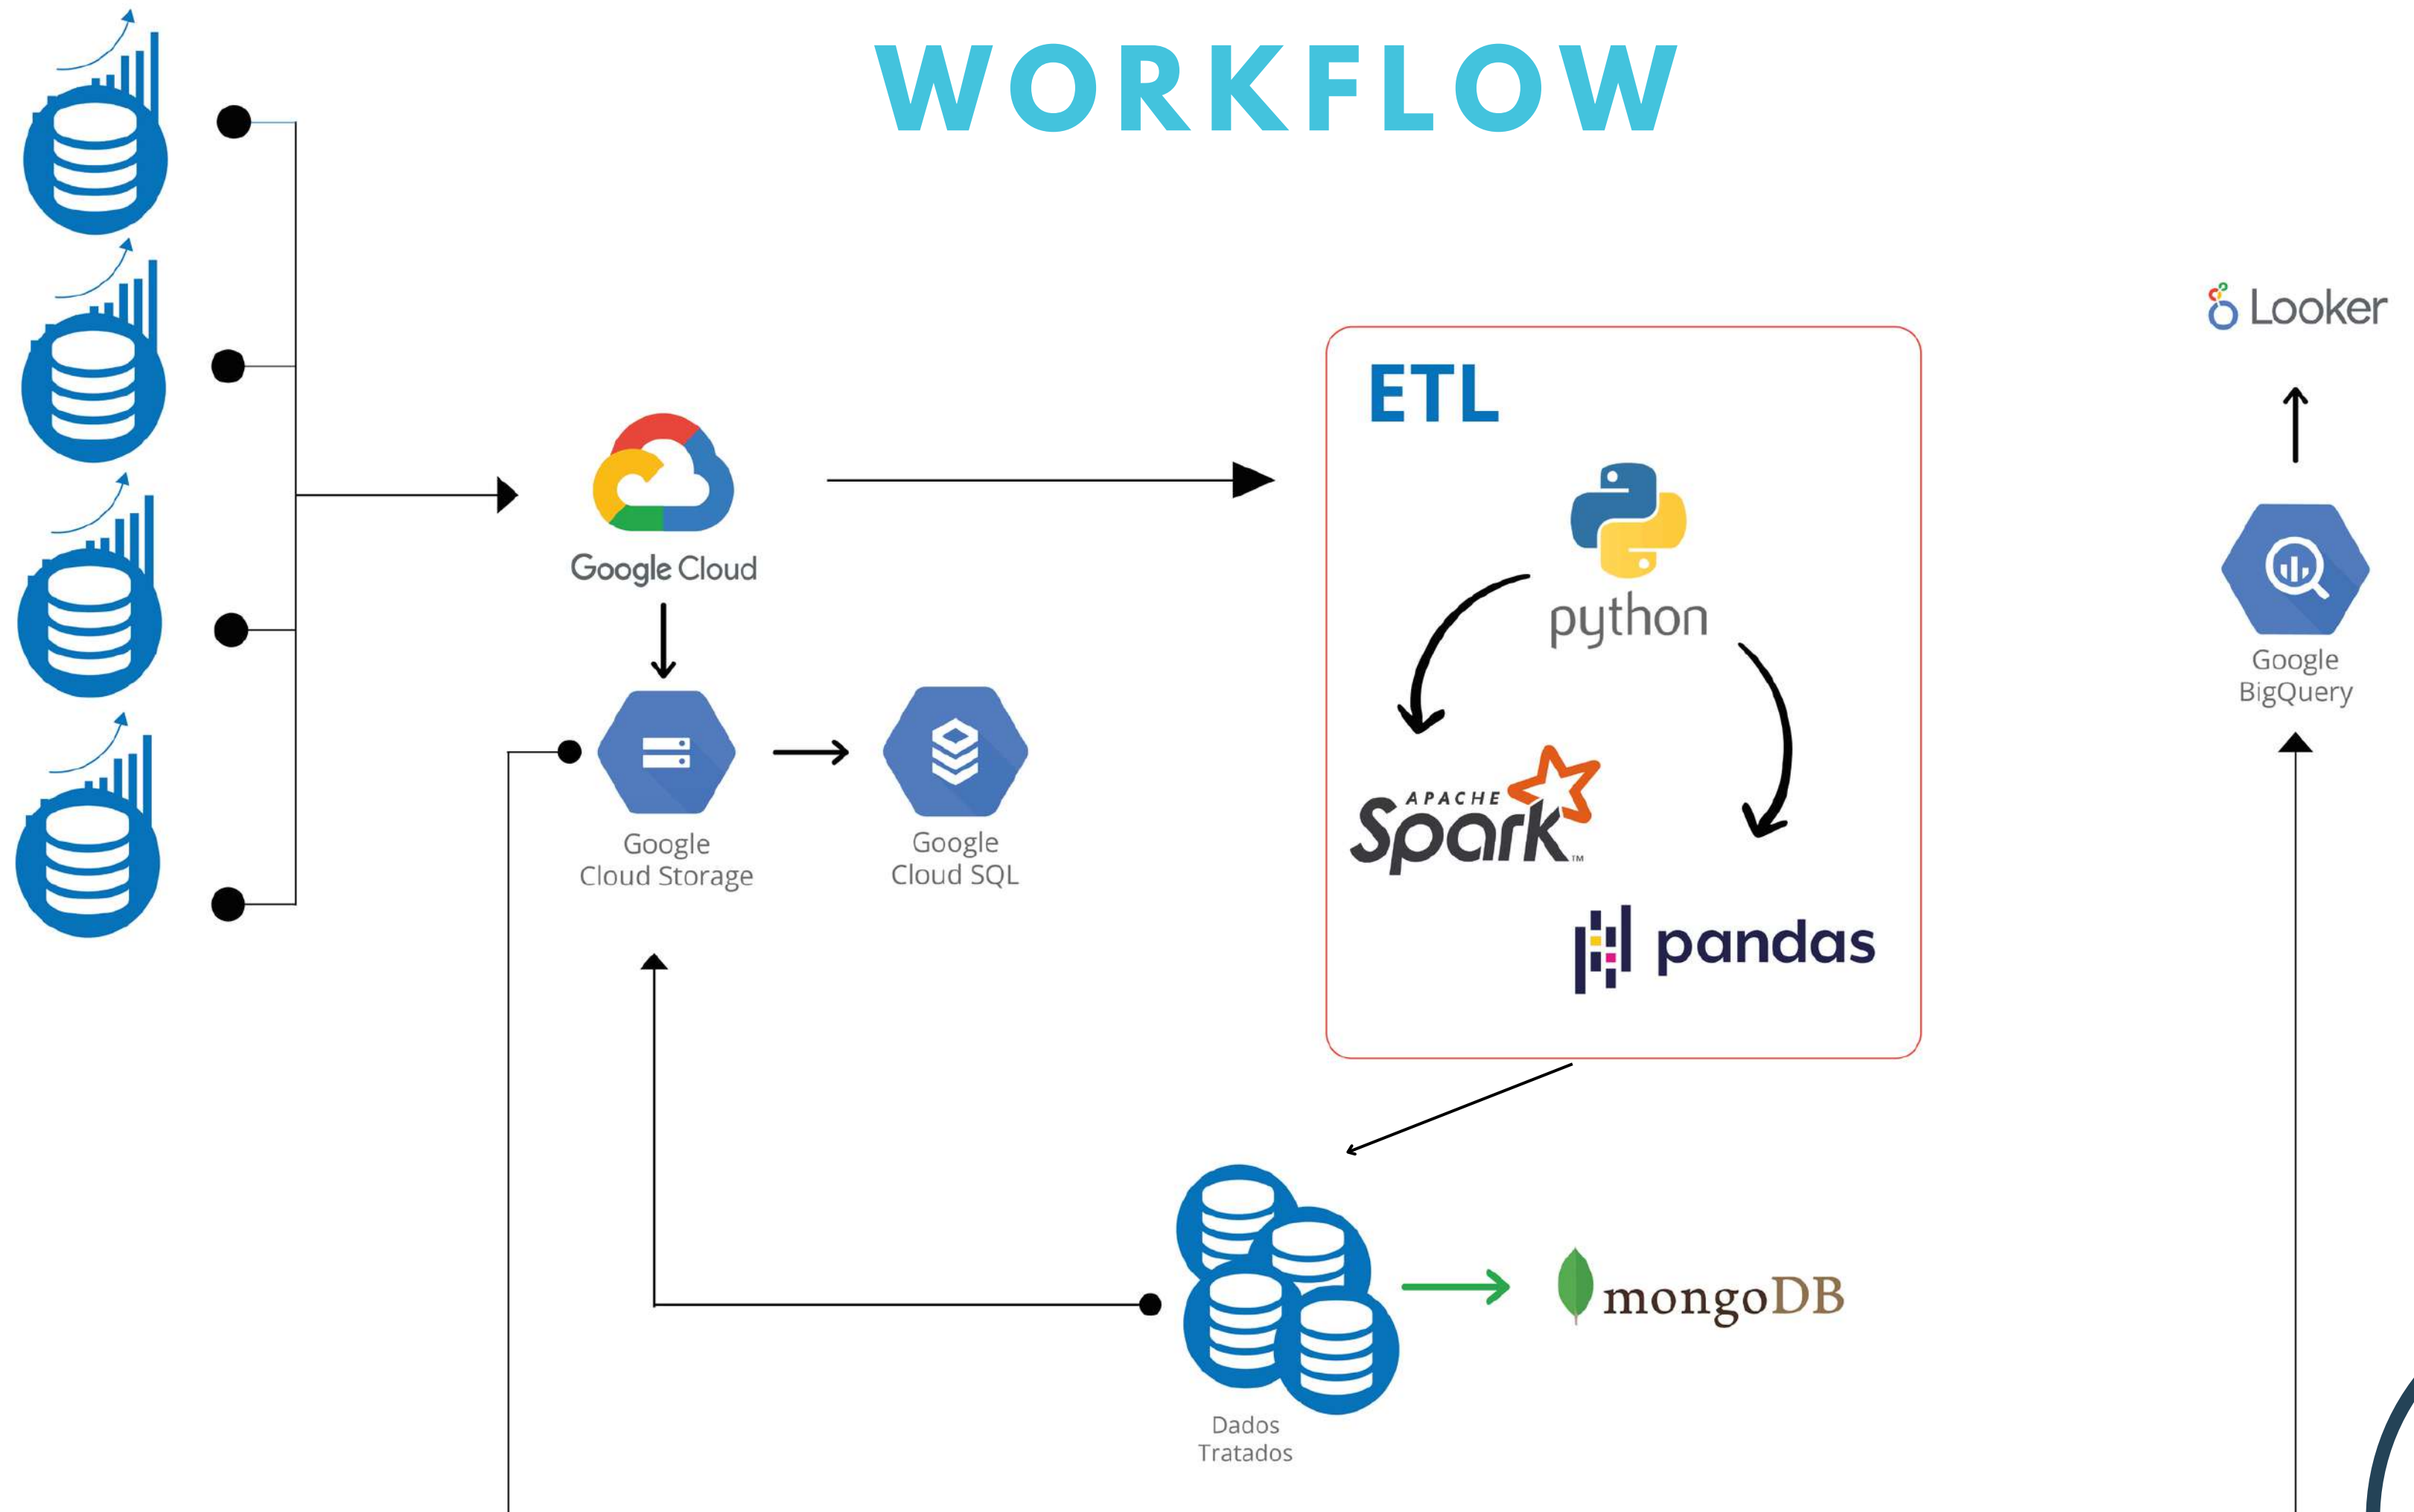 WORKFLOW
Looker
ETL
Google Cloud
python
Google
BigQuery
APACHE
Spark™
Google
Cloud Storage
Google
Cloud SQL
pandas
mongoDB
Dados
Tratados